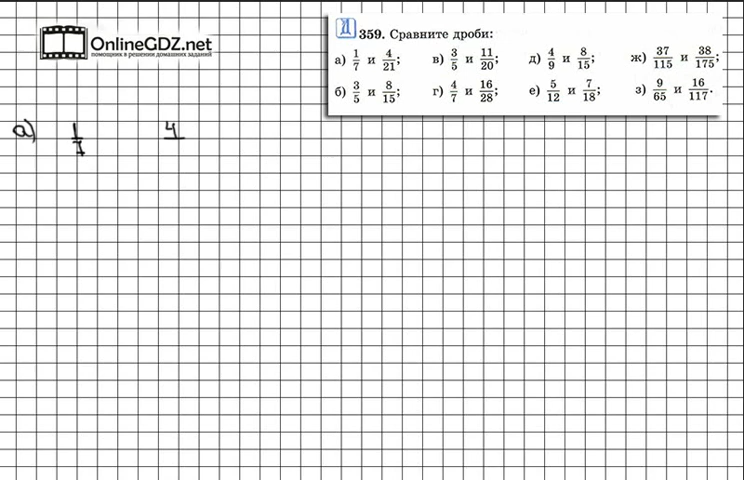 OnlineGDZ.net
помощник в решении домашних заданий
Д 359. Сравните дроби:
а) 1/7 и 4/21; в) 3/5 и 11/20; д) 4/9 и 8/15; ж) 37/115 и 38/175;
б) 3/5 и 8/15; г) 4/7 и 16/28; е) 5/12 и 7/18; з) 9/65 и 16/117.
а) 1/7 4